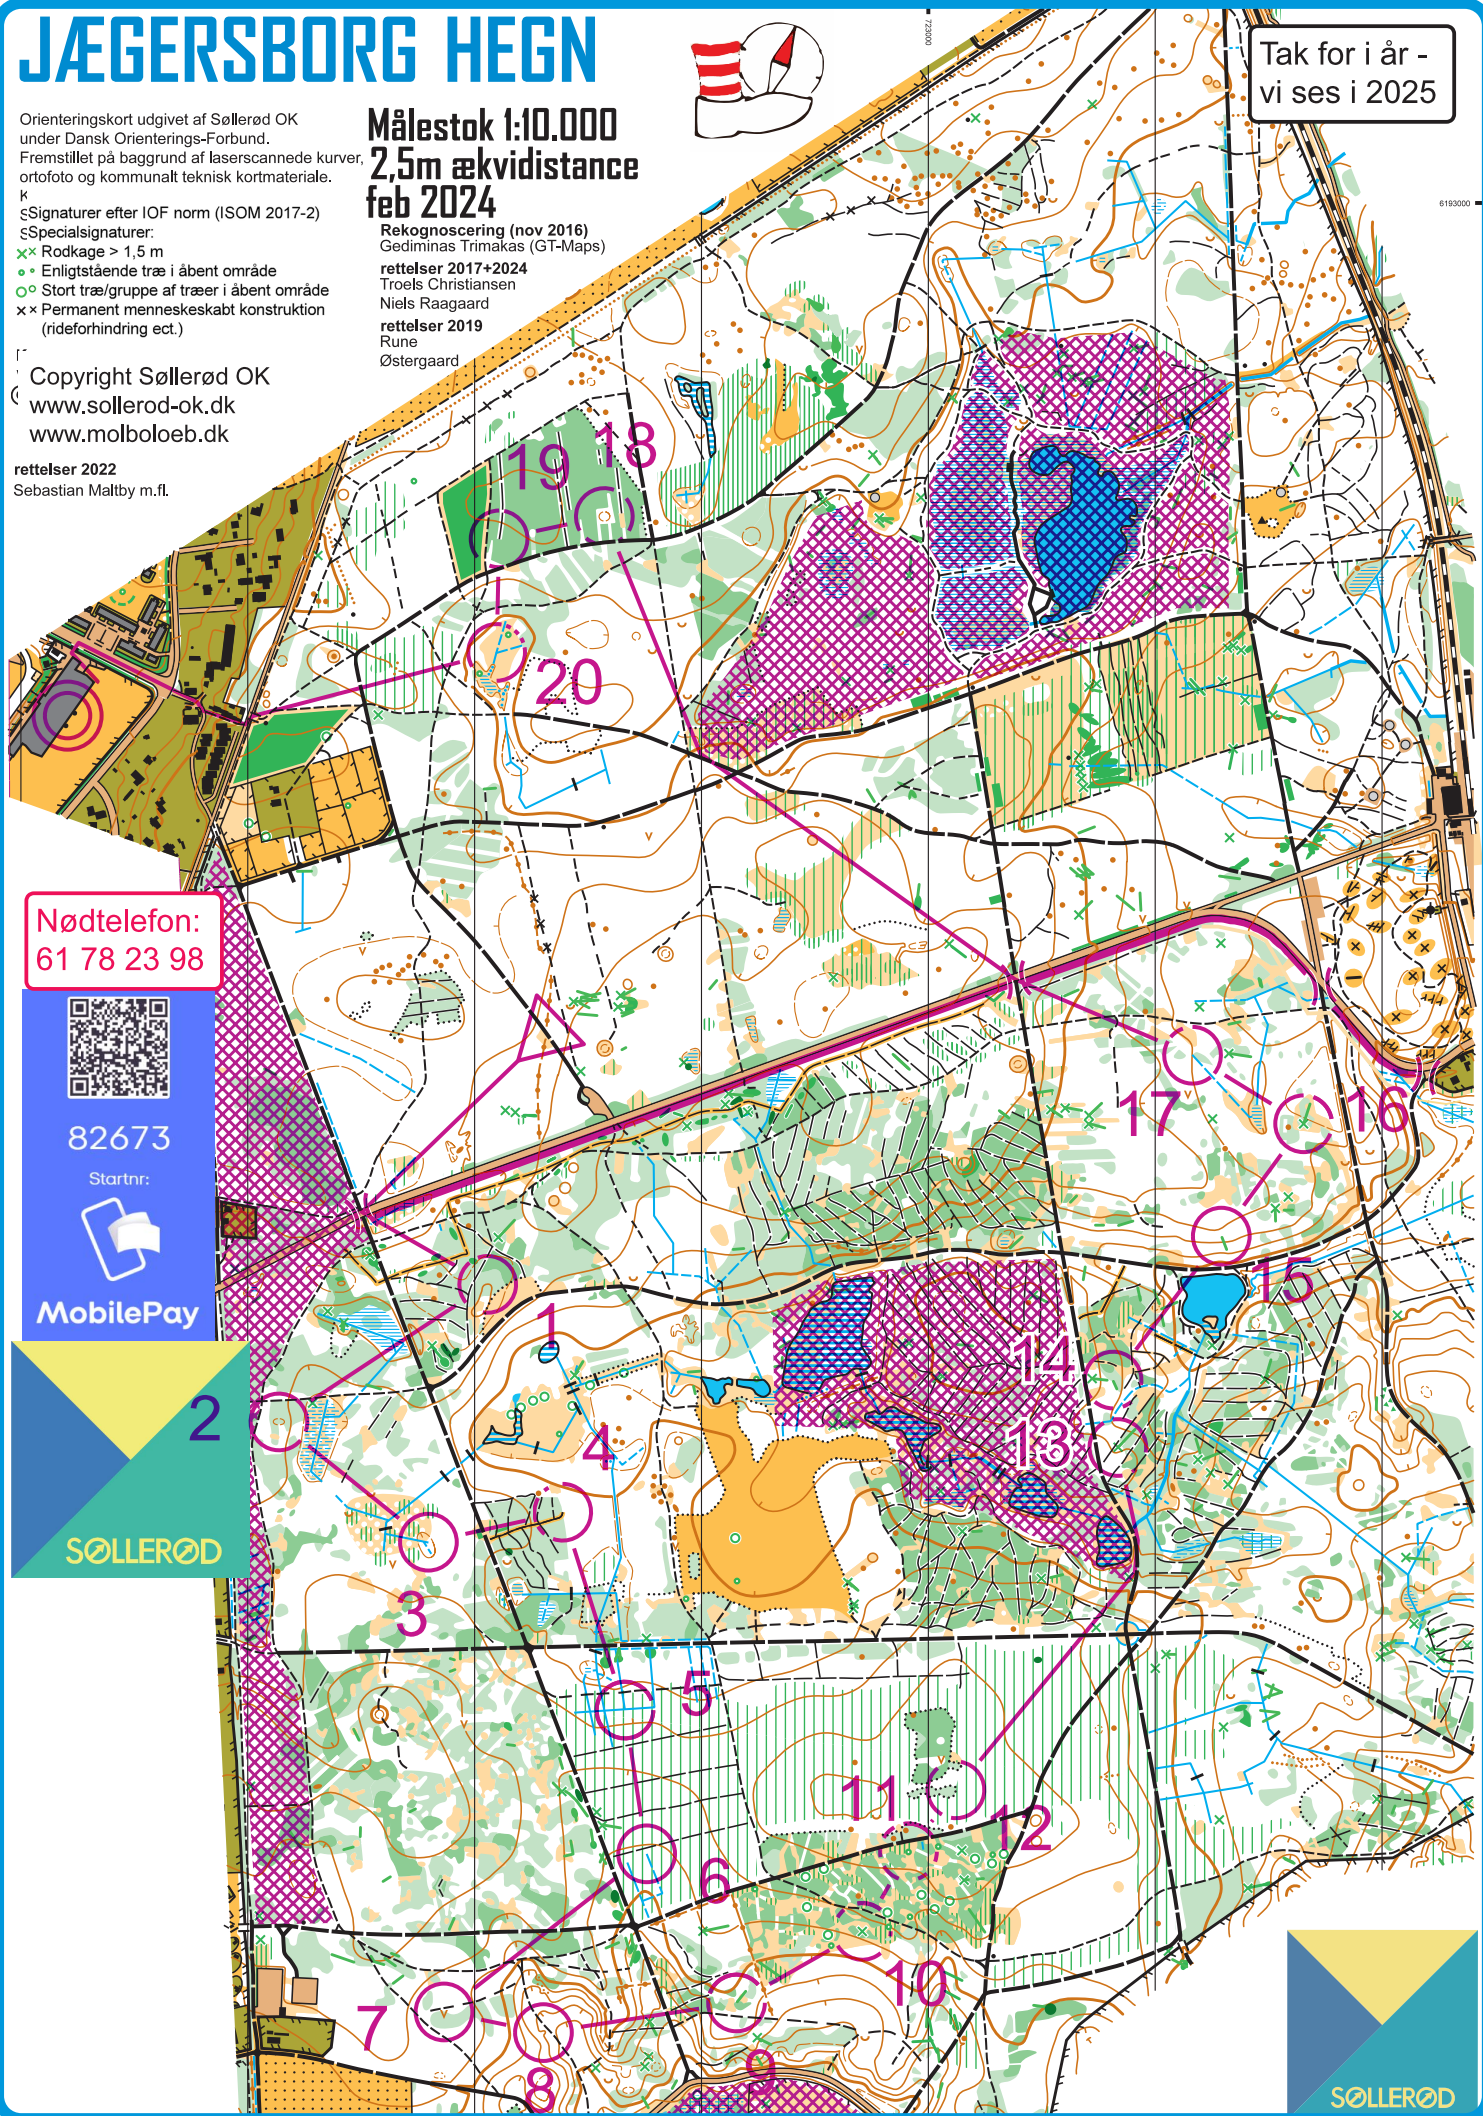 JÆGERSBORG HEGN
Tak for i år -
vi ses i 2025
723000
6193000
Orienteringskort udgivet af Søllerød OK
under Dansk Orienterings-Forbund.
Fremstillet på baggrund af laserscannede kurver,
ortofoto og kommunalt teknisk kortmateriale.
K
Signaturer efter IOF norm (ISOM 2017-2)
Specialsignaturer:
Rodkage > 1,5 m
Enligtstående træ i åbent område
Stort træ/gruppe af træer i åbent område
Permanent menneskeskabt konstruktion
(rideforhindring ect.)
Målestok 1:10.000
2,5m ækvidistance
feb 2024
Rekognoscering (nov 2016)
Gediminas Trimakas (GT-Maps)
rettelser 2017+2024
Troels Christiansen
Niels Raagaard
rettelser 2019
Rune
Østergaard
Copyright Søllerød OK
www.sollerod-ok.dk
www.molboloeb.dk
rettelser 2022
Sebastian Maltby m.fl.
19
18
20
Nødtelefon:
61 78 23 98
82673
Startnr:
MobilePay
17
16
15
1
14
2
13
4
SØLLERØD
3
5
11
12
6
10
7
9
8
SØLLERØD